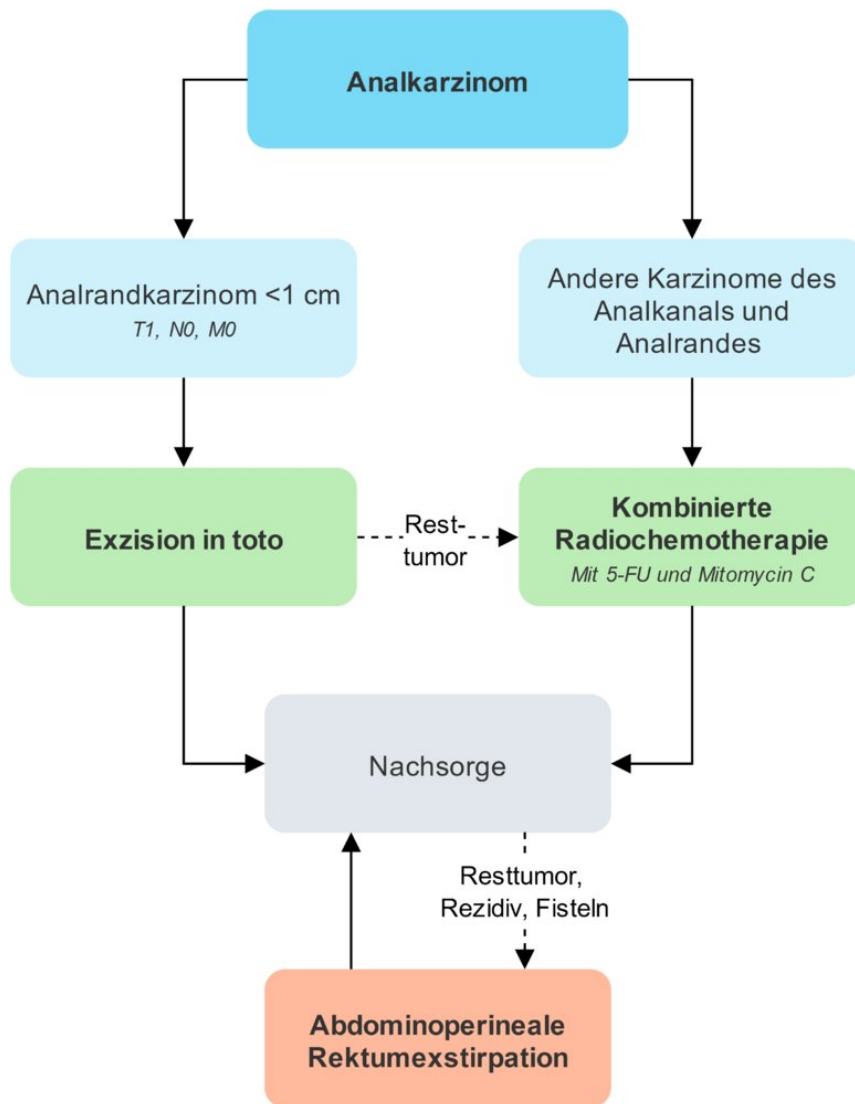 Analkarzinom
Analrandkarzinom <1 cm
T1, N0, M0
Andere Karzinome des
Analkanals und
Analrandes
Exzision in toto
Rest-
tumor
Kombinierte
Radiochemotherapie
Mit 5-FU und Mitomycin C
Nachsorge
Resttumor,
Rezidiv, Fisteln
Abdominoperineale
Rektumexstirpation